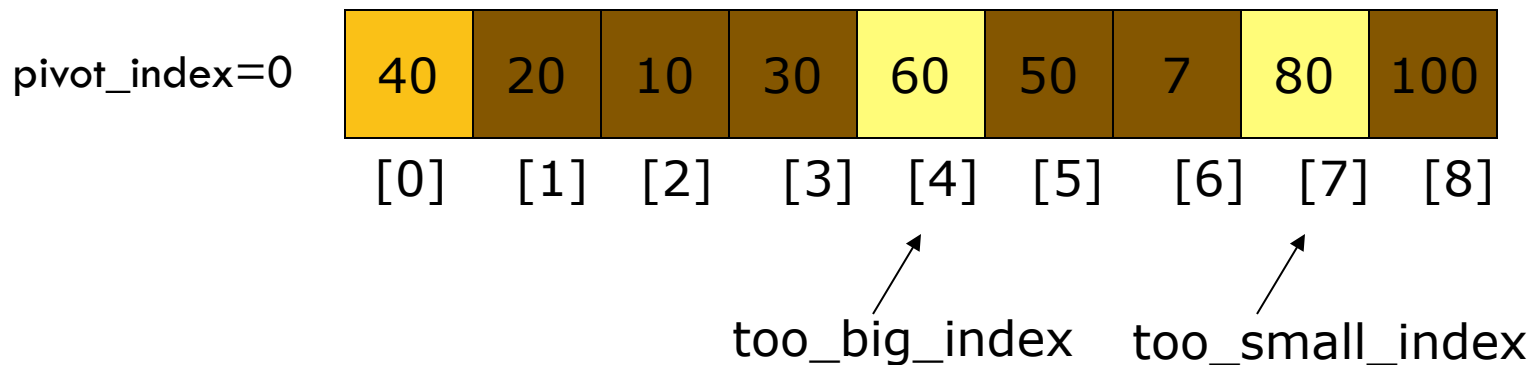 pivot_index=0 40 20 10 30 60 50 7 80 100
[0] [1] [2] [3] [4] [5] [6] [7] [8]
too_big_index too_small_index